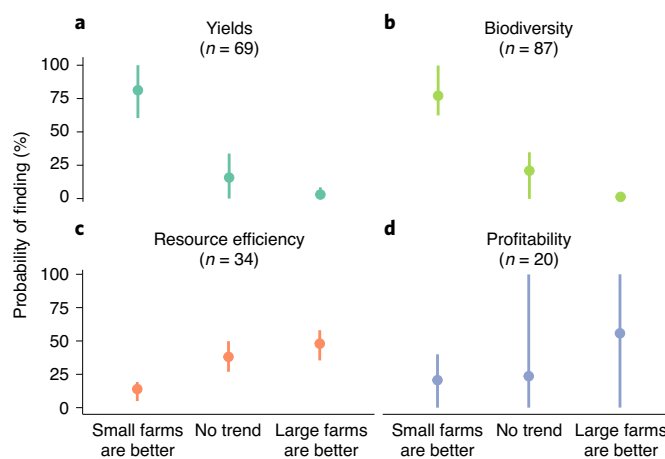 a
Yields
(n = 69)
b
Biodiversity
(n = 87)
Probability of finding (%)
100
75
50
25
0
c
Resource efficiency
(n = 34)
d
Profitability
(n = 20)
100
75
50
25
0
Small farms
are better
No trend
Large farms
are better
Small farms
are better
No trend
Large farms
are better